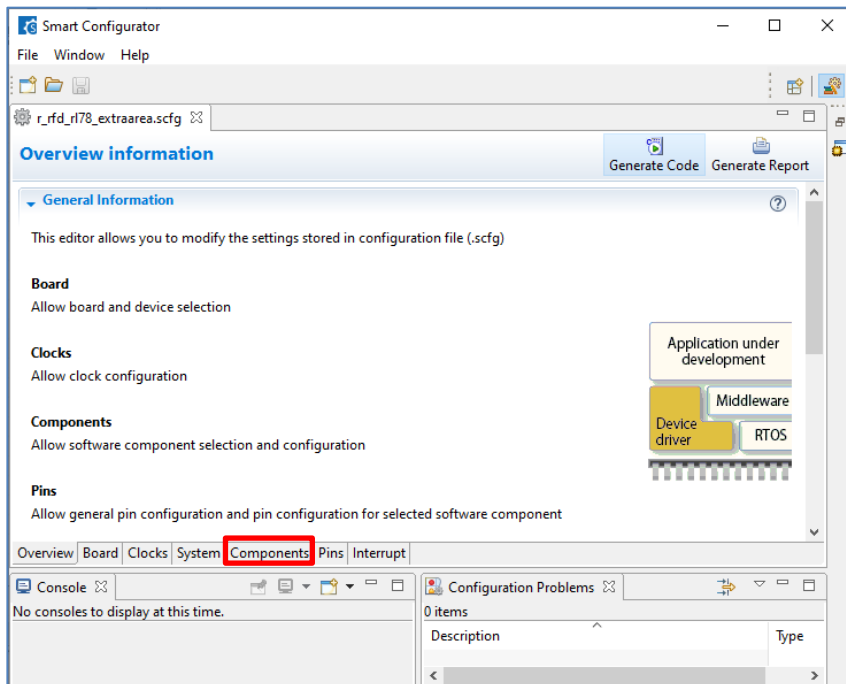 Smart Configurator
File Window Help
r_rfd_rl78_extraarea.scfg
Overview information
Generate Code Generate Report
General Information
This editor allows you to modify the settings stored in configuration file (.scfg)
Board
Allow board and device selection
Clocks
Allow clock configuration
Components
Allow software component selection and configuration
Pins
Allow general pin configuration and pin configuration for selected software component
Application under
development
Middleware
Device
driver
RTOS
Overview Board Clocks System Components Pins Interrupt
Console
No consoles to display at this time.
Configuration Problems
0 items
Description Type